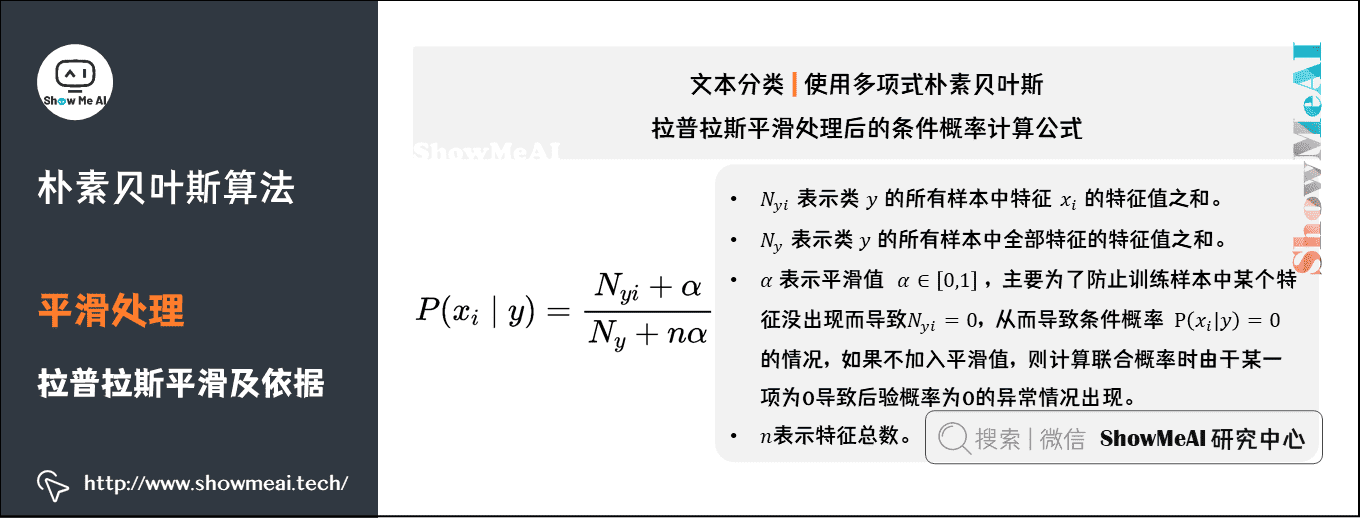 Show Me AI
朴素贝叶斯算法
平滑处理
拉普拉斯平滑及依据
http://www.showmeai.tech/
文本分类 | 使用多项式朴素贝叶斯
拉普拉斯平滑处理后的条件概率计算公式
ShowMeAI
ShowMeAI
P(x_i | y) = \frac{N_{yi} + α}{N_y + nα}
• N_{yi} 表示类 y 的所有样本中特征 x_i 的特征值之和。
• N_y 表示类 y 的所有样本中全部特征的特征值之和。
• α 表示平滑值 α ∈ [0,1] ，主要为了防止训练样本中某个特
征没出现而导致N_{yi} = 0，从而导致条件概率 P(x_i|y) = 0
的情况，如果不加入平滑值，则计算联合概率时由于某一
项为0导致后验概率为0的异常情况出现。
• n表示特征总数。
搜索 | 微信 ShowMeAI 研究中心